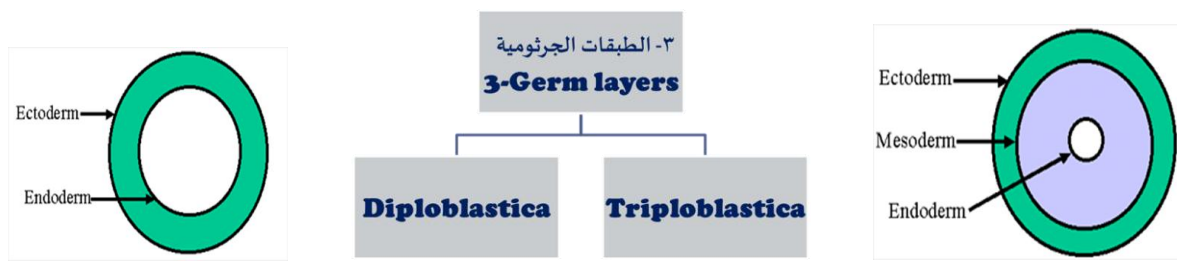 Ectoderm
Endoderm
٣- الطبقات الجرثومية
3-Germ layers
Diploblastica
Triploblastica
Ectoderm
Mesoderm
Endoderm